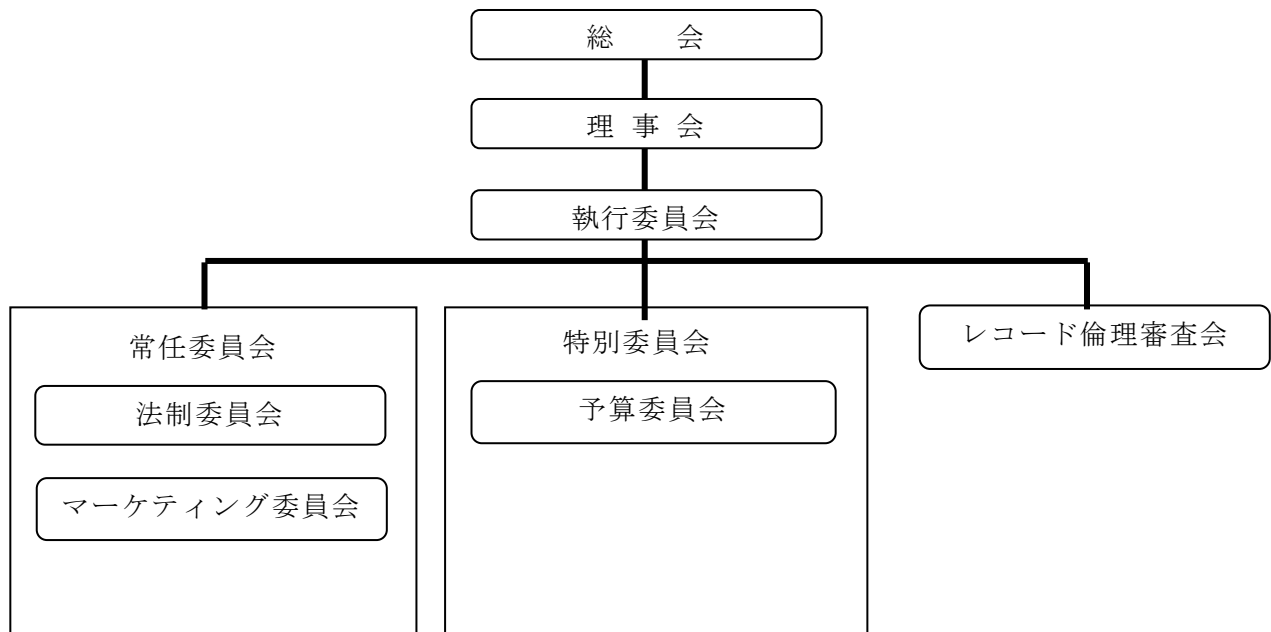 総　会
理 事 会
執行委員会
常任委員会
法制委員会
マーケティング委員会
特別委員会
予算委員会
レコード倫理審査会